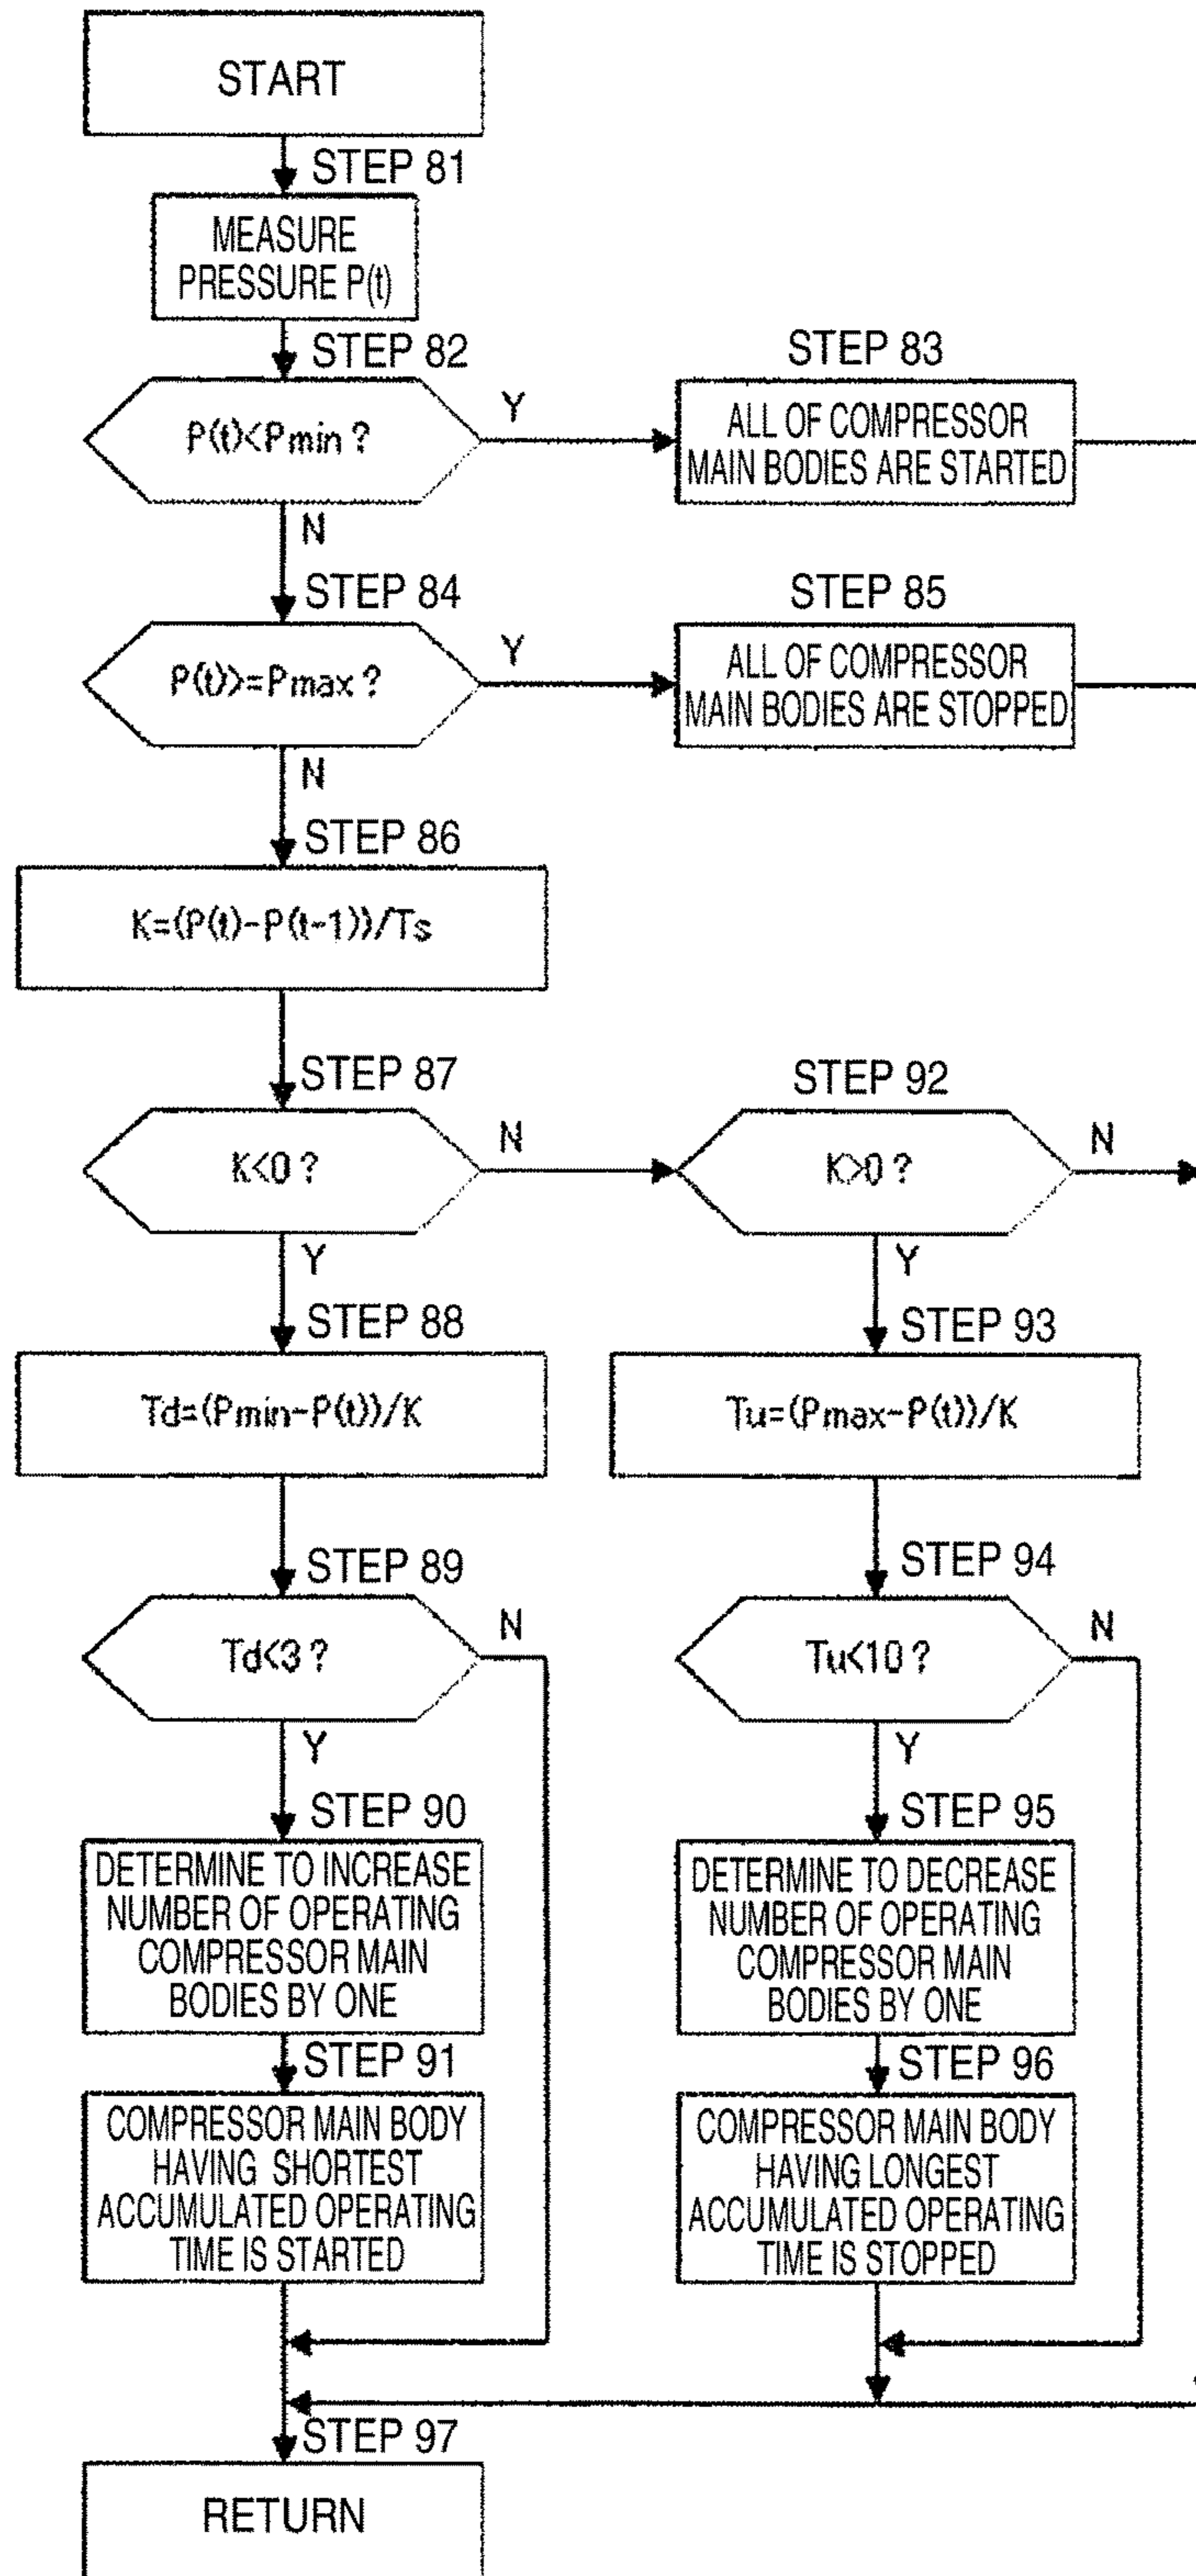 START
STEP 81
MEASURE
PRESSURE P(t)
STEP 82
P(t)<Pmin ?
Y
N
STEP 83
ALL OF COMPRESSOR
MAIN BODIES ARE STARTED
STEP 84
P(t)>=Pmax ?
Y
N
STEP 85
ALL OF COMPRESSOR
MAIN BODIES ARE STOPPED
STEP 86
K=(P(t)-P(t-1))/Ts
STEP 87
K<0 ?
N
Y
STEP 92
K>0 ?
N
Y
STEP 88
Td=(Pmin-P(t))/K
STEP 93
Tu=(Pmax-P(t))/K
STEP 89
Td<3 ?
N
Y
STEP 94
Tu<10 ?
N
Y
STEP 90
DETERMINE TO INCREASE
NUMBER OF OPERATING
COMPRESSOR MAIN
BODIES BY ONE
STEP 95
DETERMINE TO DECREASE
NUMBER OF OPERATING
COMPRESSOR MAIN
BODIES BY ONE
STEP 91
COMPRESSOR MAIN BODY
HAVING SHORTEST
ACCUMULATED OPERATING
TIME IS STARTED
STEP 96
COMPRESSOR MAIN BODY
HAVING LONGEST
ACCUMULATED OPERATING
TIME IS STOPPED
STEP 97
RETURN